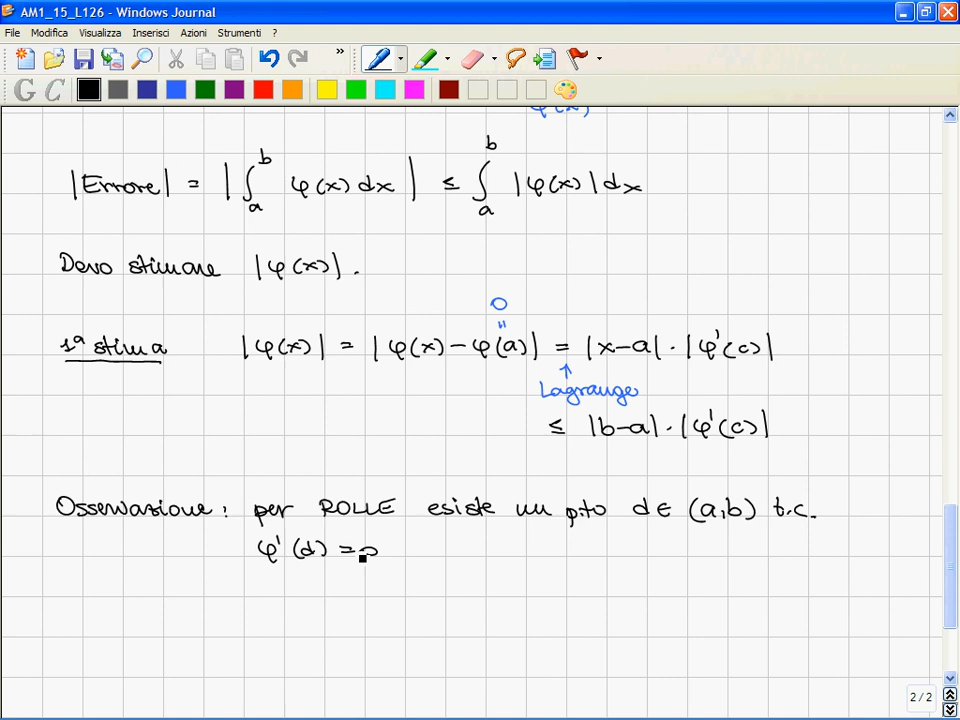 AM1_15_L126 - Windows Journal
File Modifica Visualizza Inserisci Azioni Strumenti ?
φ(x)
|Errore| = |∫_a^b φ(x) dx| ≤ ∫_a^b |φ(x)| dx
Devo stimare |φ(x)|.
0
"
1ª stima |φ(x)| = |φ(x) - φ(a)| = |x-a| · |φ'(c)|
↑
Lagrange
≤ |b-a| · |φ'(c)|
Osservazione: per ROLLE esiste un p.to d ∈ (a,b) t.c.
φ'(d) = 0
2 / 2